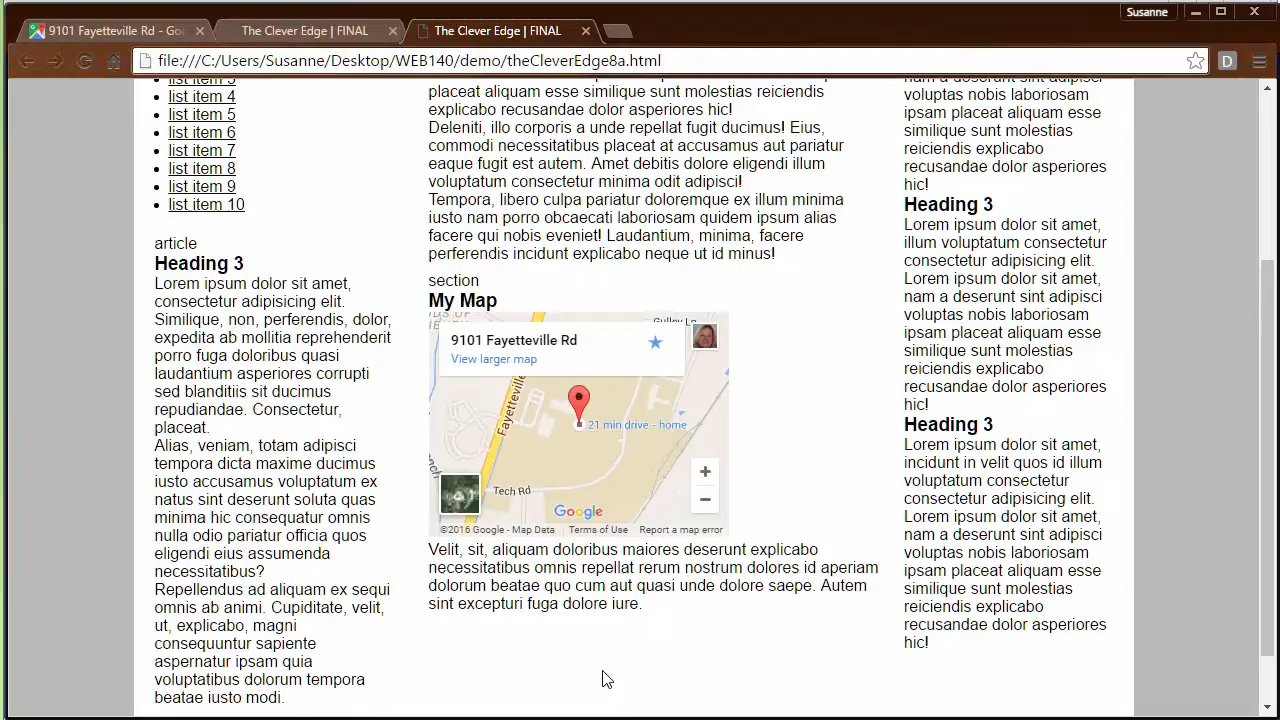 Susanne
9101 Fayetteville Rd - Go
The Clever Edge | FINAL
The Clever Edge | FINAL
file:///C:/Users/Susanne/Desktop/WEB140/demo/theCleverEdge8a.html
D
list item 4
list item 5
list item 6
list item 7
list item 8
list item 9
list item 10
article
Heading 3
Lorem ipsum dolor sit amet,
consectetur adipisicing elit.
Similique, non, perferendis, dolor,
expedita ab mollitia reprehenderit
porro fuga doloribus quasi
laudantium asperiores corrupti
sed blanditiis sit ducimus
repudiandae. Consectetur,
placeat.
Alias, veniam, totam adipisci
tempora dicta maxime ducimus
iusto accusamus voluptatum ex
natus sint deserunt soluta quas
minima hic consequatur omnis
nulla odio pariatur officia quos
eligendi eius assumenda
necessitatibus?
Repellendus ad aliquam ex sequi
omnis ab animi. Cupiditate, velit,
ut, explicabo, magni
consequuntur sapiente
aspernatur ipsam quia
voluptatibus dolorum tempora
beatae iusto modi.
placeat aliquam esse similique sunt molestias reiciendis
explicabo recusandae dolor asperiores hic!
Deleniti, illo corporis a unde repellat fugit ducimus! Eius,
commodi necessitatibus placeat at accusamus aut pariatur
eaque fugit est autem. Amet debitis dolore eligendi illum
voluptatum consectetur minima odit adipisci!
Tempora, libero culpa pariatur doloremque ex illum minima
iusto nam porro obcaecati laboriosam quidem ipsum alias
facere qui nobis eveniet! Laudantium, minima, facere
perferendis incidunt explicabo neque ut id minus!
section
My Map
Gulley Ln
9101 Fayetteville Rd
View larger map
Fayetteville
21 min drive - home
Tech Rd
Google
©2016 Google - Map Data
Terms of Use
Report a map error
Velit, sit, aliquam doloribus maiores deserunt explicabo
necessitatibus omnis repellat rerum nostrum dolores id aperiam
dolorum beatae quo cum aut quasi unde dolore saepe. Autem
sint excepturi fuga dolore iure.
nam a deserunt sint adipisci
voluptas nobis laboriosam
ipsam placeat aliquam esse
similique sunt molestias
reiciendis explicabo
recusandae dolor asperiores
hic!
Heading 3
Lorem ipsum dolor sit amet,
illum voluptatum consectetur
consectetur adipisicing elit.
Lorem ipsum dolor sit amet,
nam a deserunt sint adipisci
voluptas nobis laboriosam
ipsam placeat aliquam esse
similique sunt molestias
reiciendis explicabo
recusandae dolor asperiores
hic!
Heading 3
Lorem ipsum dolor sit amet,
incidunt in velit quos id illum
voluptatum consectetur
consectetur adipisicing elit.
Lorem ipsum dolor sit amet,
nam a deserunt sint adipisci
voluptas nobis laboriosam
ipsam placeat aliquam esse
similique sunt molestias
reiciendis explicabo
recusandae dolor asperiores
hic!